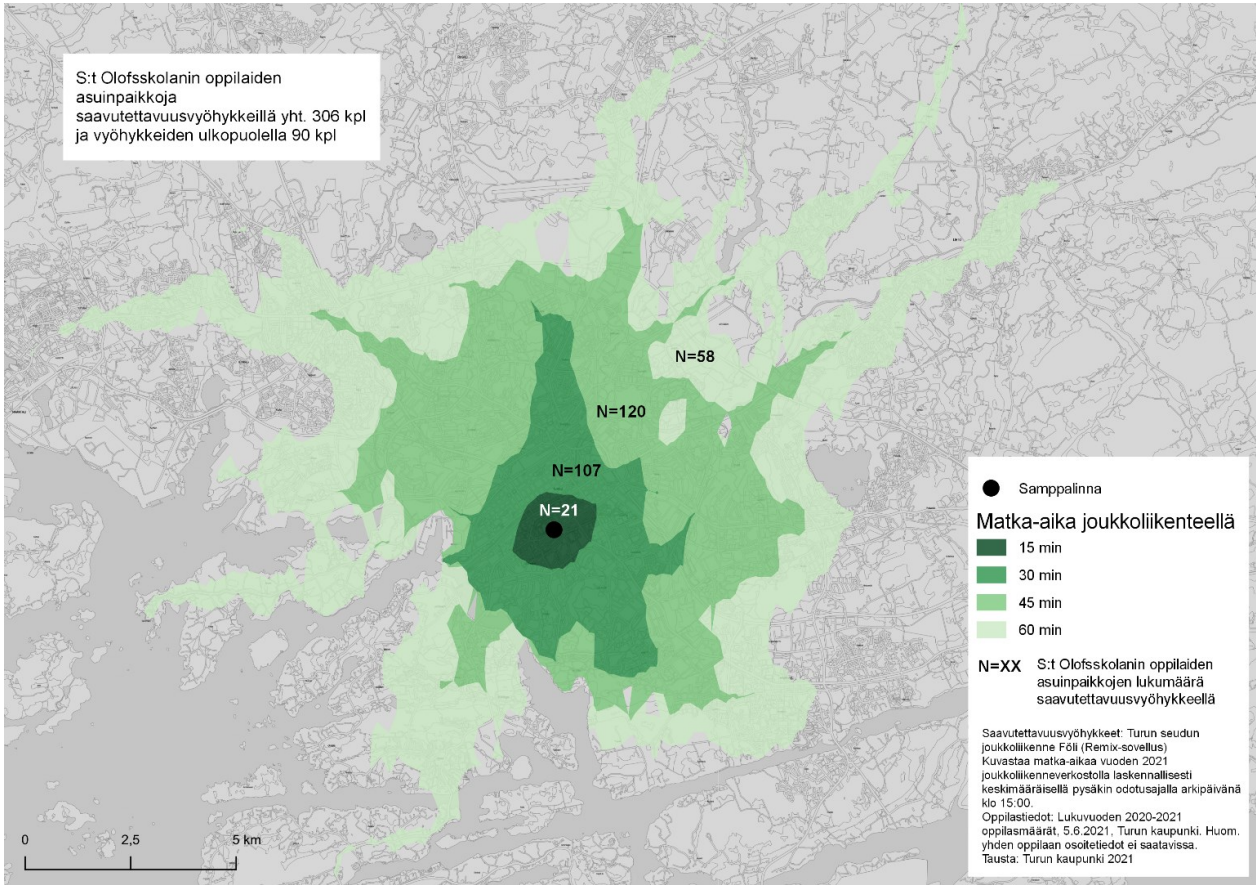 S:t Olofsskolanin oppilaiden
asuinpaikkoja
saavutettavuusvyöhykkeillä yht. 306 kpl
ja vyöhykkeiden ulkopuolella 90 kpl
N=58
N=120
N=107
N=21
Samppalinna
Matka-aika joukkoliikenteellä
15 min
30 min
45 min
60 min
N=XX S:t Olofsskolanin oppilaiden
asuinpaikkojen lukumäärä
saavutettavuusvyöhykkeellä
Saavutettavuusvyöhykkeet: Turun seudun
joukkoliikenne Föli (Remix-sovellus)
Kuvastaa matka-aikaa vuoden 2021
joukkoliikenneverkostolla laskennallisesti
keskimääräisellä pysäkin odotusajalla arkipäivänä
klo 15:00.
Oppilastiedot: Lukuvuoden 2020-2021
oppilasmäärät, 5.6.2021, Turun kaupunki. Huom.
yhden oppilaan osoitetiedot ei saatavissa.
Tausta: Turun kaupunki 2021
0 2,5 5 km